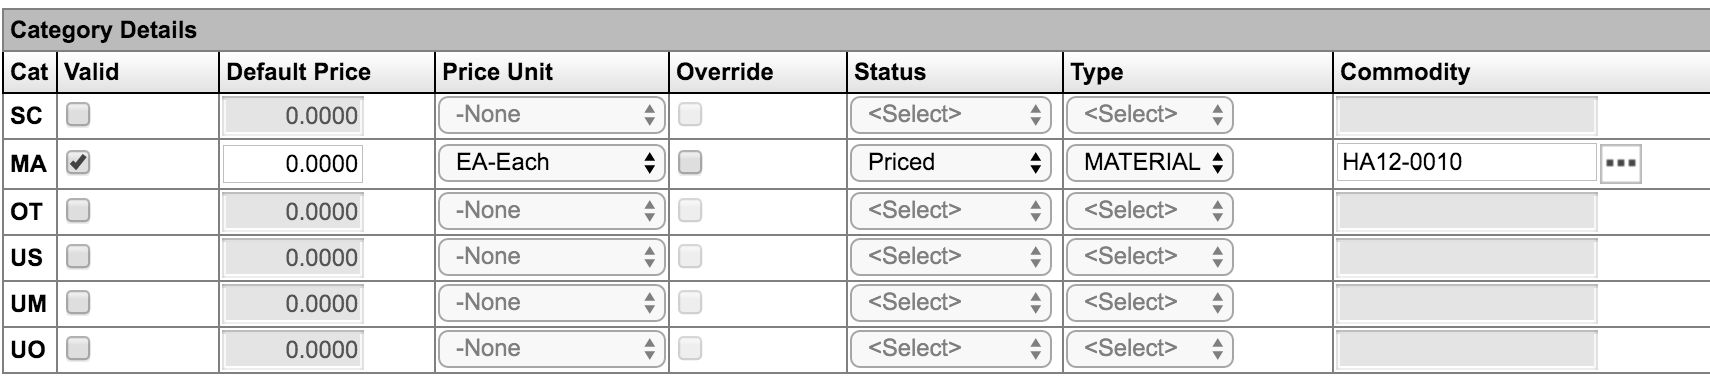 Category Details
Cat Valid Default Price Price Unit Override Status Type Commodity
SC 0.0000 -None <Select> <Select>
MA 0.0000 EA-Each Priced MATERIAL HA12-0010
OT 0.0000 -None <Select> <Select>
US 0.0000 -None <Select> <Select>
UM 0.0000 -None <Select> <Select>
UO 0.0000 -None <Select> <Select>